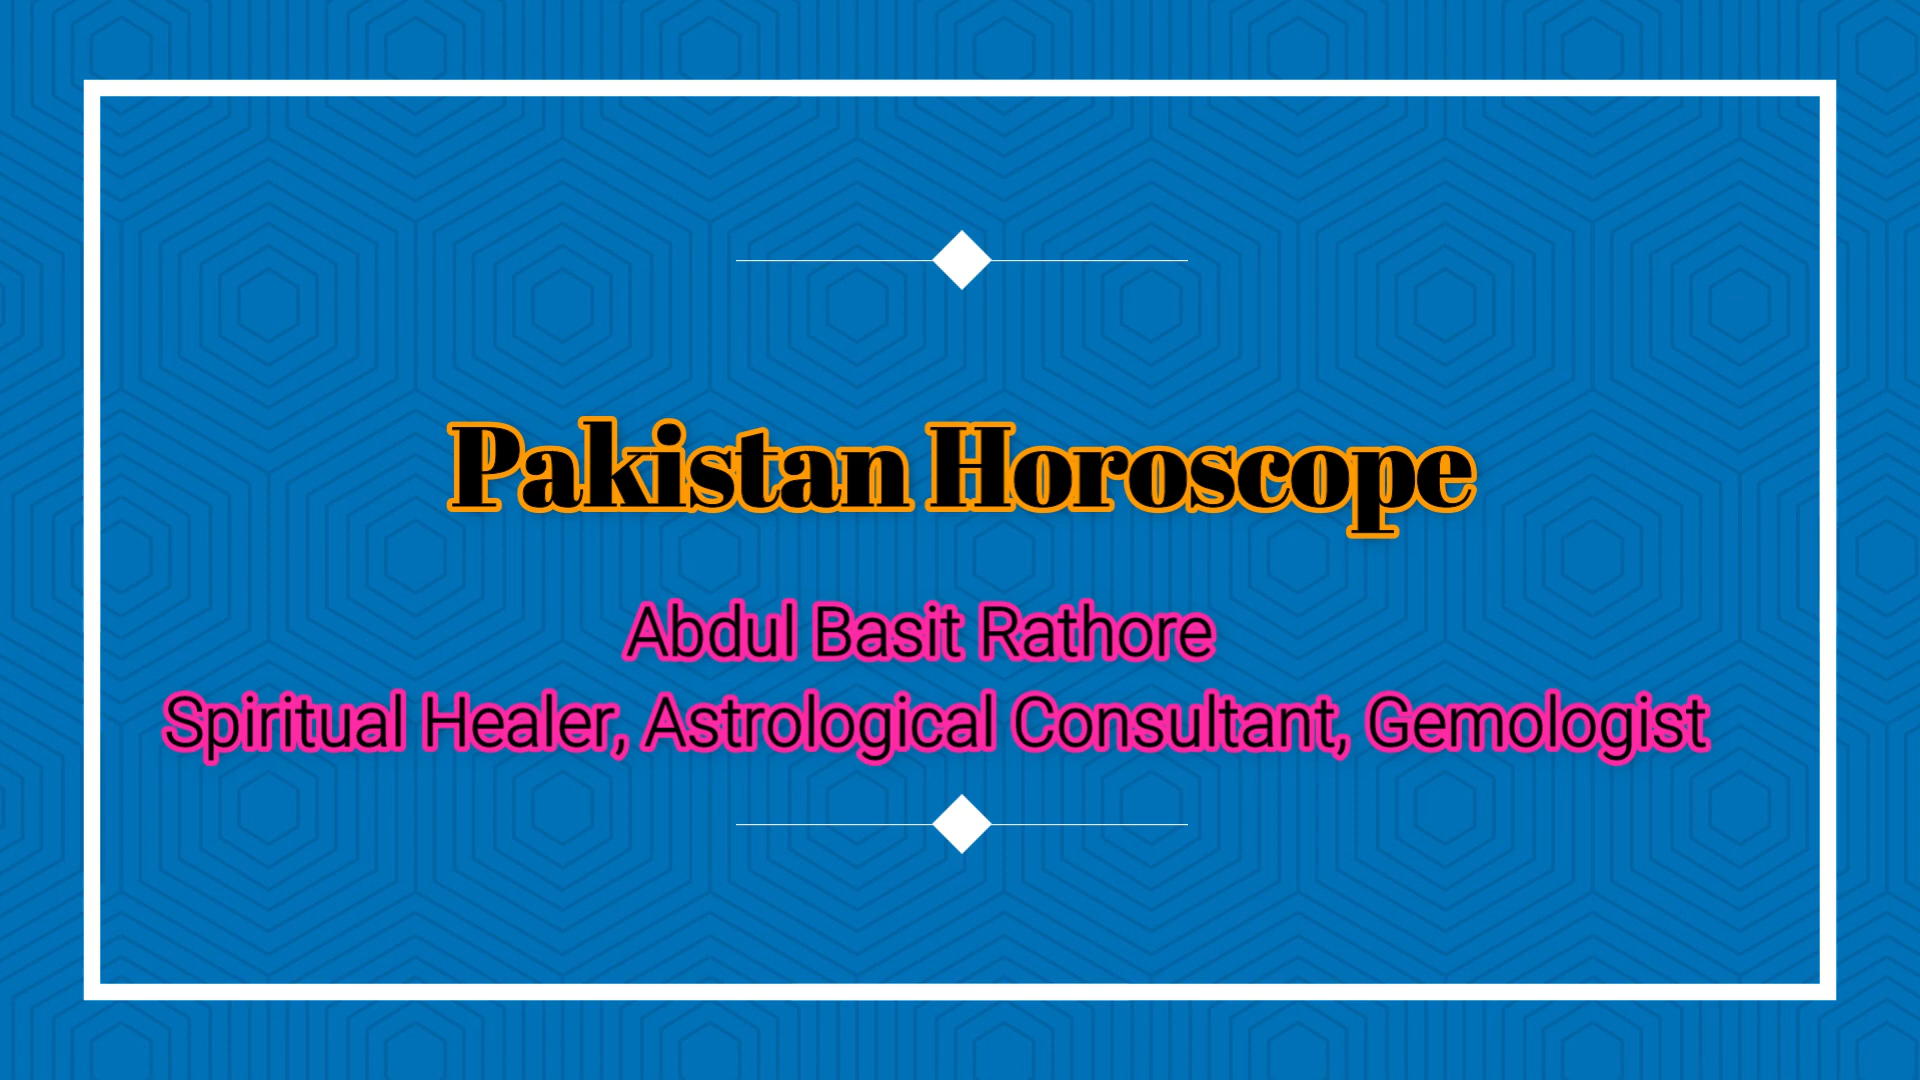 Pakistan Horoscope
Abdul Basit Rathore
Spiritual Healer, Astrological Consultant, Gemologist